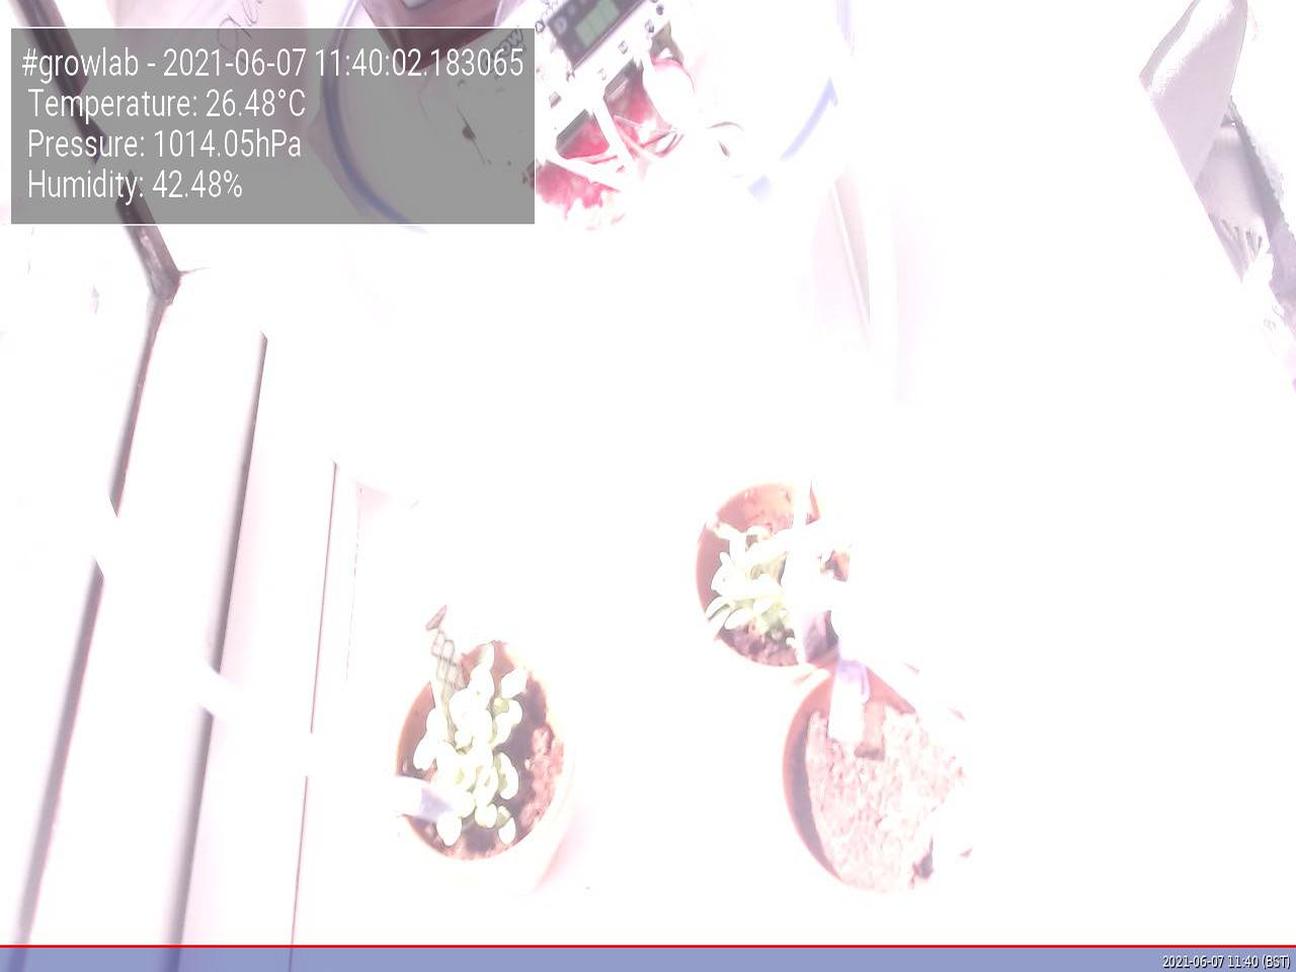 #growlab - 2021-06-07 11:40:02.183065
Temperature: 26.48°C
Pressure: 1014.05hPa
Humidity: 42.48%
2021-06-07 11:40 (BST)